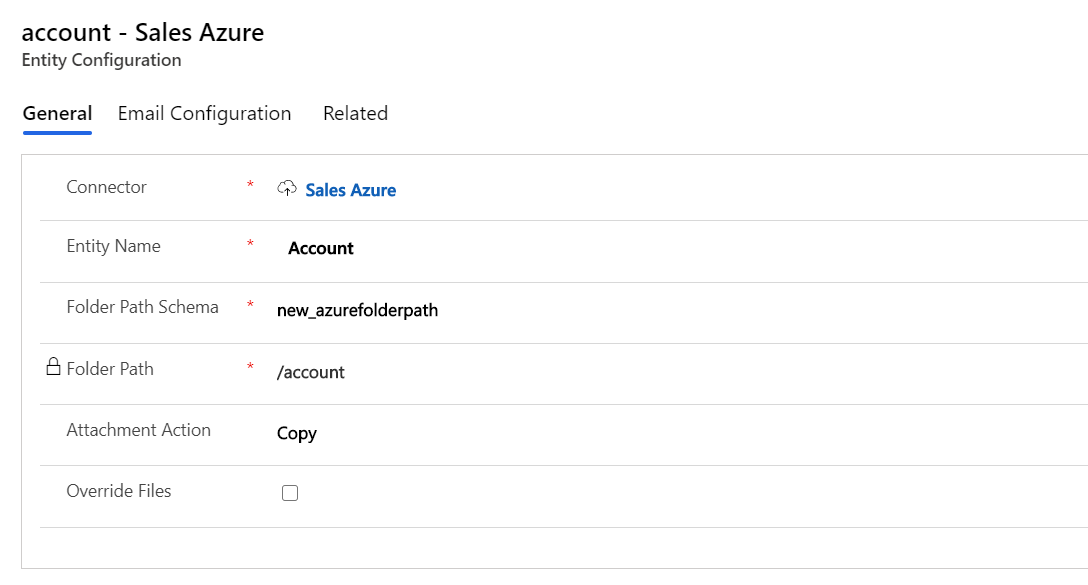 account - Sales Azure
Entity Configuration
General Email Configuration Related
Connector * Sales Azure
Entity Name * Account
Folder Path Schema * new_azurefolderpath
Folder Path * /account
Attachment Action Copy
Override Files